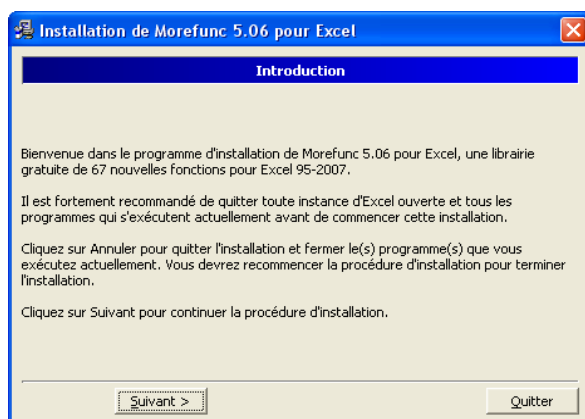 Installation de Morefunc 5.06 pour Excel
Introduction
Bienvenue dans le programme d'installation de Morefunc 5.06 pour Excel, une librairie
gratuite de 67 nouvelles fonctions pour Excel 95-2007.
Il est fortement recommandé de quitter toute instance d'Excel ouverte et tous les
programmes qui s'exécutent actuellement avant de commencer cette installation.
Cliquez sur Annuler pour quitter l'installation et fermer le(s) programme(s) que vous
exécutez actuellement. Vous devrez recommencer la procédure d'installation pour terminer
l'installation.
Cliquez sur Suivant pour continuer la procédure d'installation.
Suivant >
Quitter